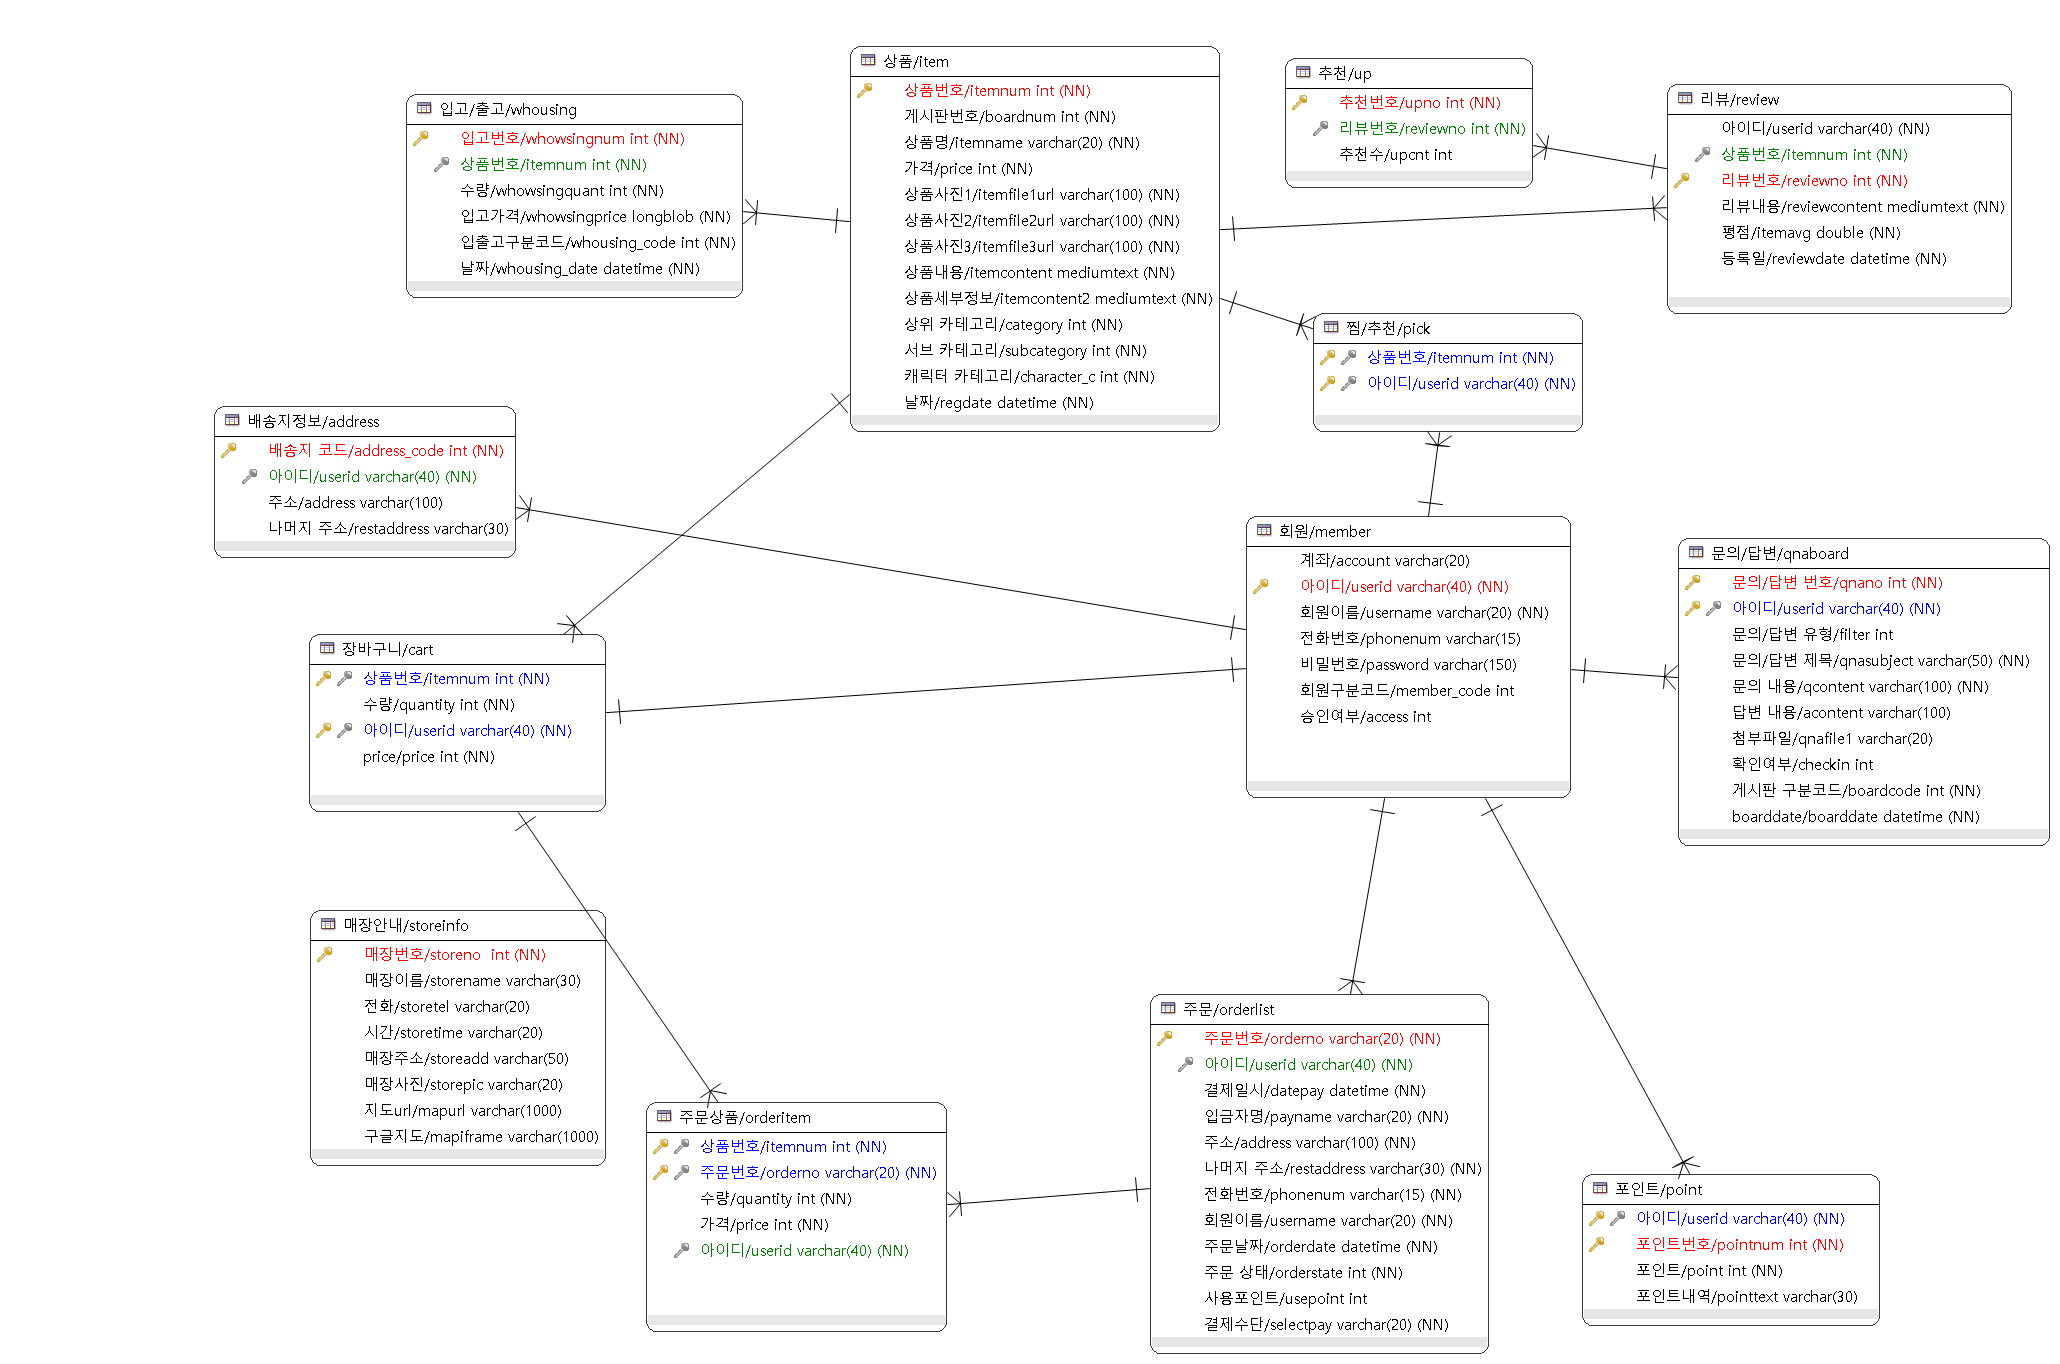 상품/item
상품번호/itemnum int (NN)
게시판번호/boardnum int (NN)
상품명/itemname varchar(20) (NN)
가격/price int (NN)
상품사진1/itemfile1url varchar(100) (NN)
상품사진2/itemfile2url varchar(100) (NN)
상품사진3/itemfile3url varchar(100) (NN)
상품내용/itemcontent mediumtext (NN)
상품세부정보/itemcontent2 mediumtext (NN)
상위 카테고리/category int (NN)
서브 카테고리/subcategory int (NN)
캐릭터 카테고리/character_c int (NN)
날짜/regdate datetime (NN)
추천/up
추천번호/upno int (NN)
리뷰번호/reviewno int (NN)
추천수/upcnt int
리뷰/review
아이디/userid varchar(40) (NN)
상품번호/itemnum int (NN)
리뷰번호/reviewno int (NN)
리뷰내용/reviewcontent mediumtext (NN)
평점/itemavg double (NN)
등록일/reviewdate datetime (NN)
입고/출고/whousing
입고번호/whowsingnum int (NN)
상품번호/itemnum int (NN)
수량/whowsingquant int (NN)
입고가격/whowsingprice longblob (NN)
입출고구분코드/whousing_code int (NN)
날짜/whousing_date datetime (NN)
찜/추천/pick
상품번호/itemnum int (NN)
아이디/userid varchar(40) (NN)
배송지정보/address
배송지 코드/address_code int (NN)
아이디/userid varchar(40) (NN)
주소/address varchar(100)
나머지 주소/restaddress varchar(30)
회원/member
계좌/account varchar(20)
아이디/userid varchar(40) (NN)
회원이름/username varchar(20) (NN)
전화번호/phonenum varchar(15)
비밀번호/password varchar(150)
회원구분코드/member_code int
승인여부/access int
문의/답변/qnaboard
문의/답변 번호/qnano int (NN)
아이디/userid varchar(40) (NN)
문의/답변 유형/filter int
문의/답변 제목/qnasubject varchar(50) (NN)
문의 내용/qcontent varchar(100) (NN)
답변 내용/acontent varchar(100)
첨부파일/qnafile1 varchar(20)
확인여부/checkin int
게시판 구분코드/boardcode int (NN)
boarddate/boarddate datetime (NN)
장바구니/cart
상품번호/itemnum int (NN)
수량/quantity int (NN)
아이디/userid varchar(40) (NN)
price/price int (NN)
매장안내/storeinfo
매장번호/storeno  int (NN)
매장이름/storename varchar(30)
전화/storetel varchar(20)
시간/storetime varchar(20)
매장주소/storeadd varchar(50)
매장사진/storepic varchar(20)
지도url/mapurl varchar(1000)
구글지도/mapiframe varchar(1000)
주문/orderlist
주문번호/orderno varchar(20) (NN)
아이디/userid varchar(40) (NN)
결제일시/datepay datetime (NN)
입금자명/payname varchar(20) (NN)
주소/address varchar(100) (NN)
나머지 주소/restaddress varchar(30) (NN)
전화번호/phonenum varchar(15) (NN)
회원이름/username varchar(20) (NN)
주문날짜/orderdate datetime (NN)
주문 상태/orderstate int (NN)
사용포인트/usepoint int
결제수단/selectpay varchar(20) (NN)
주문상품/orderitem
상품번호/itemnum int (NN)
주문번호/orderno varchar(20) (NN)
수량/quantity int (NN)
가격/price int (NN)
아이디/userid varchar(40) (NN)
포인트/point
아이디/userid varchar(40) (NN)
포인트번호/pointnum int (NN)
포인트/point int (NN)
포인트내역/pointtext varchar(30)